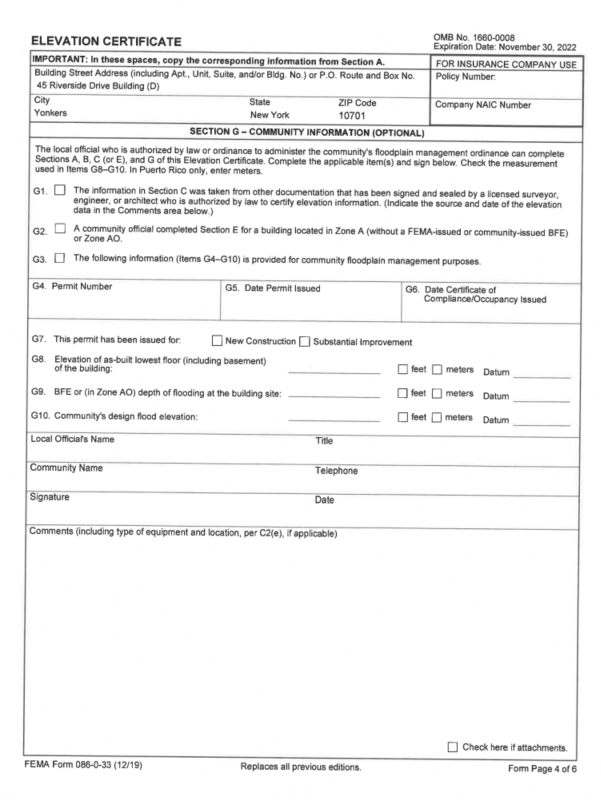 ELEVATION CERTIFICATE
OMB No. 1660-0008
Expiration Date: November 30, 2022
IMPORTANT: In these spaces, copy the corresponding information from Section A.
FOR INSURANCE COMPANY USE
Building Street Address (including Apt., Unit, Suite, and/or Bldg. No.) or P.O. Route and Box No.
Policy Number:
45 Riverside Drive Building (D)
City State ZIP Code
Company NAIC Number
Yonkers New York 10701
SECTION G – COMMUNITY INFORMATION (OPTIONAL)
The local official who is authorized by law or ordinance to administer the community's floodplain management ordinance can complete
Sections A, B, C (or E), and G of this Elevation Certificate. Complete the applicable item(s) and sign below. Check the measurement
used in Items G8–G10. In Puerto Rico only, enter meters.
G1. The information in Section C was taken from other documentation that has been signed and sealed by a licensed surveyor,
engineer, or architect who is authorized by law to certify elevation information. (Indicate the source and date of the elevation
data in the Comments area below.)
G2. A community official completed Section E for a building located in Zone A (without a FEMA-issued or community-issued BFE)
or Zone AO.
G3. The following information (Items G4–G10) is provided for community floodplain management purposes.
G4. Permit Number
G5. Date Permit Issued
G6. Date Certificate of
Compliance/Occupancy Issued
G7. This permit has been issued for: New Construction Substantial Improvement
G8. Elevation of as-built lowest floor (including basement)
of the building: feet meters Datum
G9. BFE or (in Zone AO) depth of flooding at the building site: feet meters Datum
G10. Community's design flood elevation: feet meters Datum
Local Official's Name Title
Community Name Telephone
Signature Date
Comments (including type of equipment and location, per C2(e), if applicable)
Check here if attachments.
FEMA Form 086-0-33 (12/19) Replaces all previous editions. Form Page 4 of 6